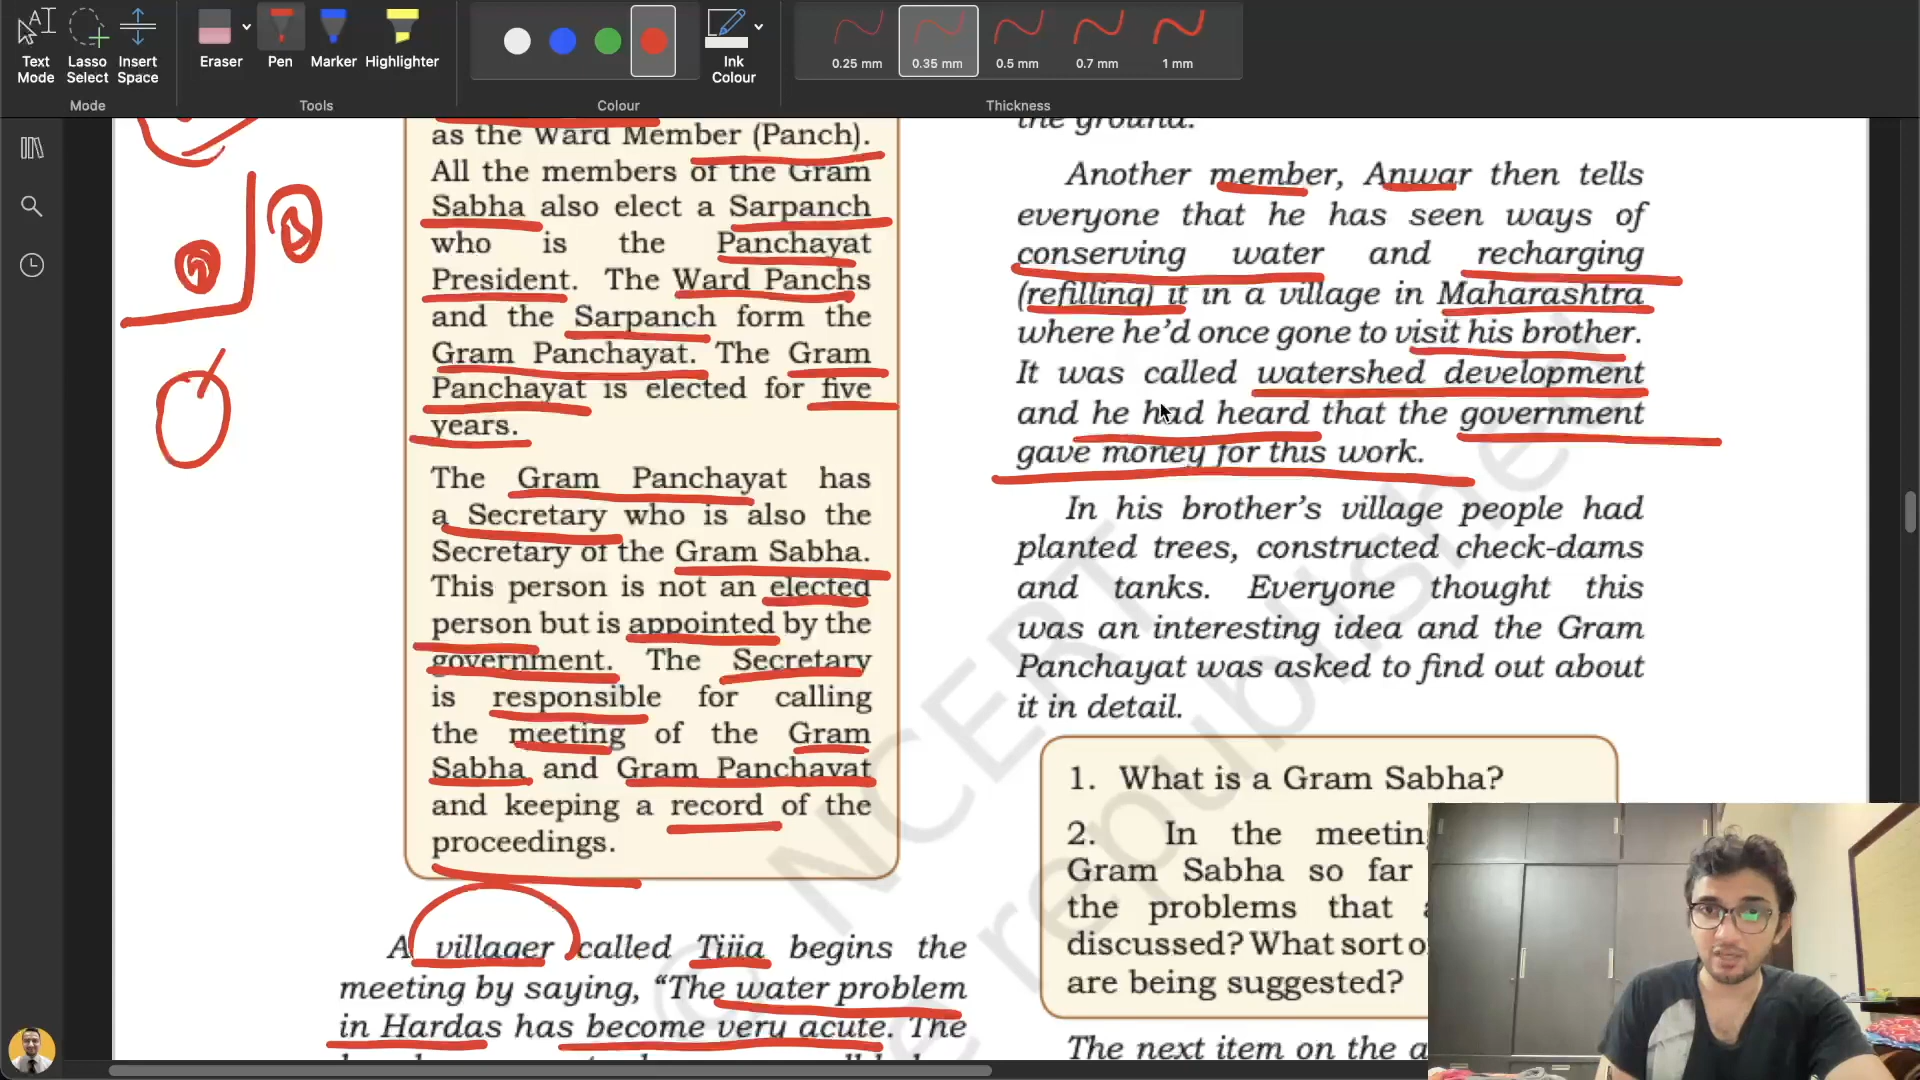 Text Mode
Lasso Select
Insert Space
Mode
Eraser
Pen
Marker
Highlighter
Tools
Colour
Ink Colour
0.25 mm
0.35 mm
0.5 mm
0.7 mm
1 mm
Thickness
as the Ward Member (Panch).
All the members of the Gram
Sabha also elect a Sarpanch
who is the Panchayat
President. The Ward Panchs
and the Sarpanch form the
Gram Panchayat. The Gram
Panchayat is elected for five
years.
The Gram Panchayat has
a Secretary who is also the
Secretary of the Gram Sabha.
This person is not an elected
person but is appointed by the
government. The Secretary
is responsible for calling
the meeting of the Gram
Sabha and Gram Panchayat
and keeping a record of the
proceedings.
A villager called Tijia begins the
meeting by saying, “The water problem
in Hardas has become very acute. The
the ground.
Another member, Anwar then tells
everyone that he has seen ways of
conserving water and recharging
(refilling) it in a village in Maharashtra
where he’d once gone to visit his brother.
It was called watershed development
and he had heard that the government
gave money for this work.
In his brother’s village people had
planted trees, constructed check-dams
and tanks. Everyone thought this
was an interesting idea and the Gram
Panchayat was asked to find out about
it in detail.
1. What is a Gram Sabha?
2. In the meetin
Gram Sabha so far
the problems that
discussed? What sort o
are being suggested?
The next item on the a
© NCERT
republished